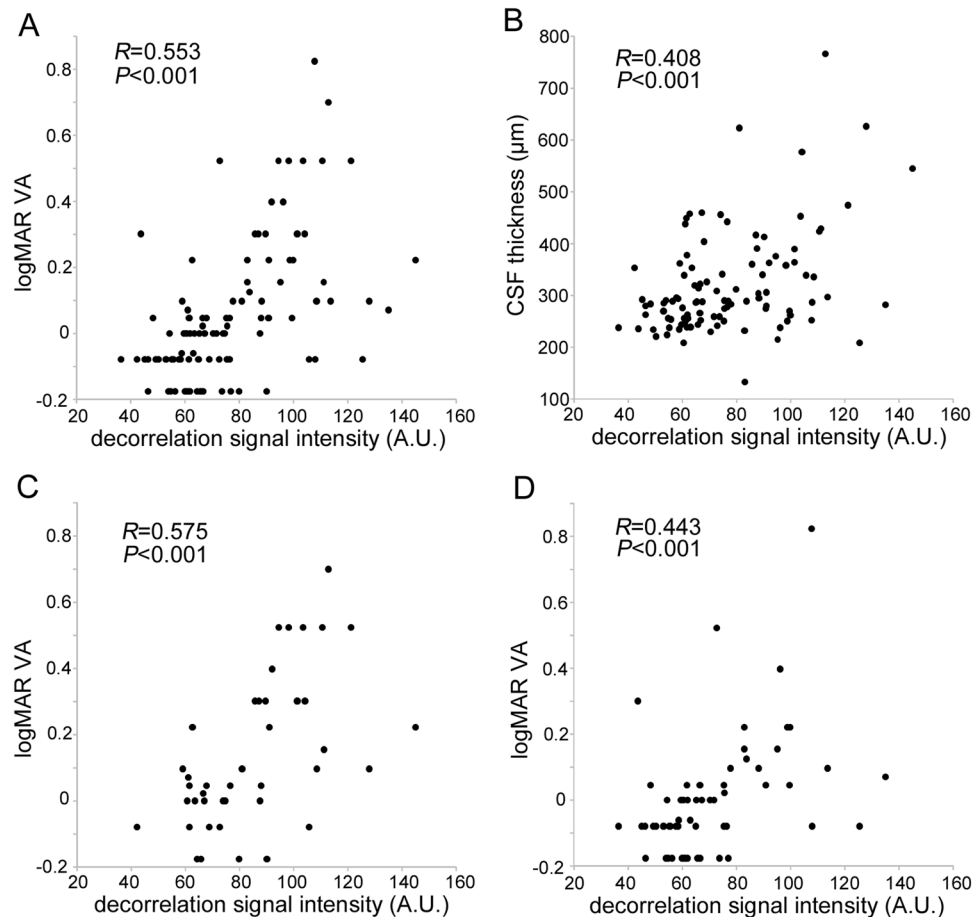 A
R=0.553
P<0.001
0.8
0.6
0.4
0.2
0
-0.2
logMAR VA
20 40 60 80 100 120 140 160
decorrelation signal intensity (A.U.)
B
R=0.408
P<0.001
800
700
600
500
400
300
200
100
CSF thickness (µm)
20 40 60 80 100 120 140 160
decorrelation signal intensity (A.U.)
C
R=0.575
P<0.001
0.8
0.6
0.4
0.2
0
-0.2
logMAR VA
20 40 60 80 100 120 140 160
decorrelation signal intensity (A.U.)
D
R=0.443
P<0.001
0.8
0.6
0.4
0.2
0
-0.2
logMAR VA
20 40 60 80 100 120 140 160
decorrelation signal intensity (A.U.)